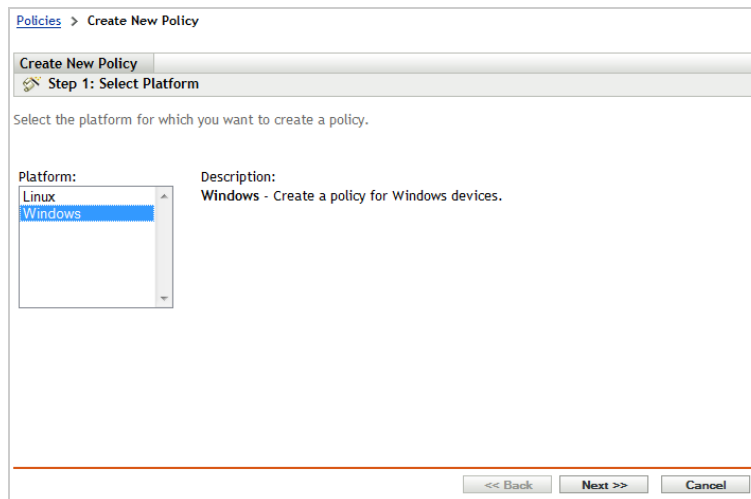 Policies > Create New Policy
Create New Policy
Step 1: Select Platform
Select the platform for which you want to create a policy.
Platform:
Description:
Linux
Windows - Create a policy for Windows devices.
Windows
<< Back
Next >>
Cancel